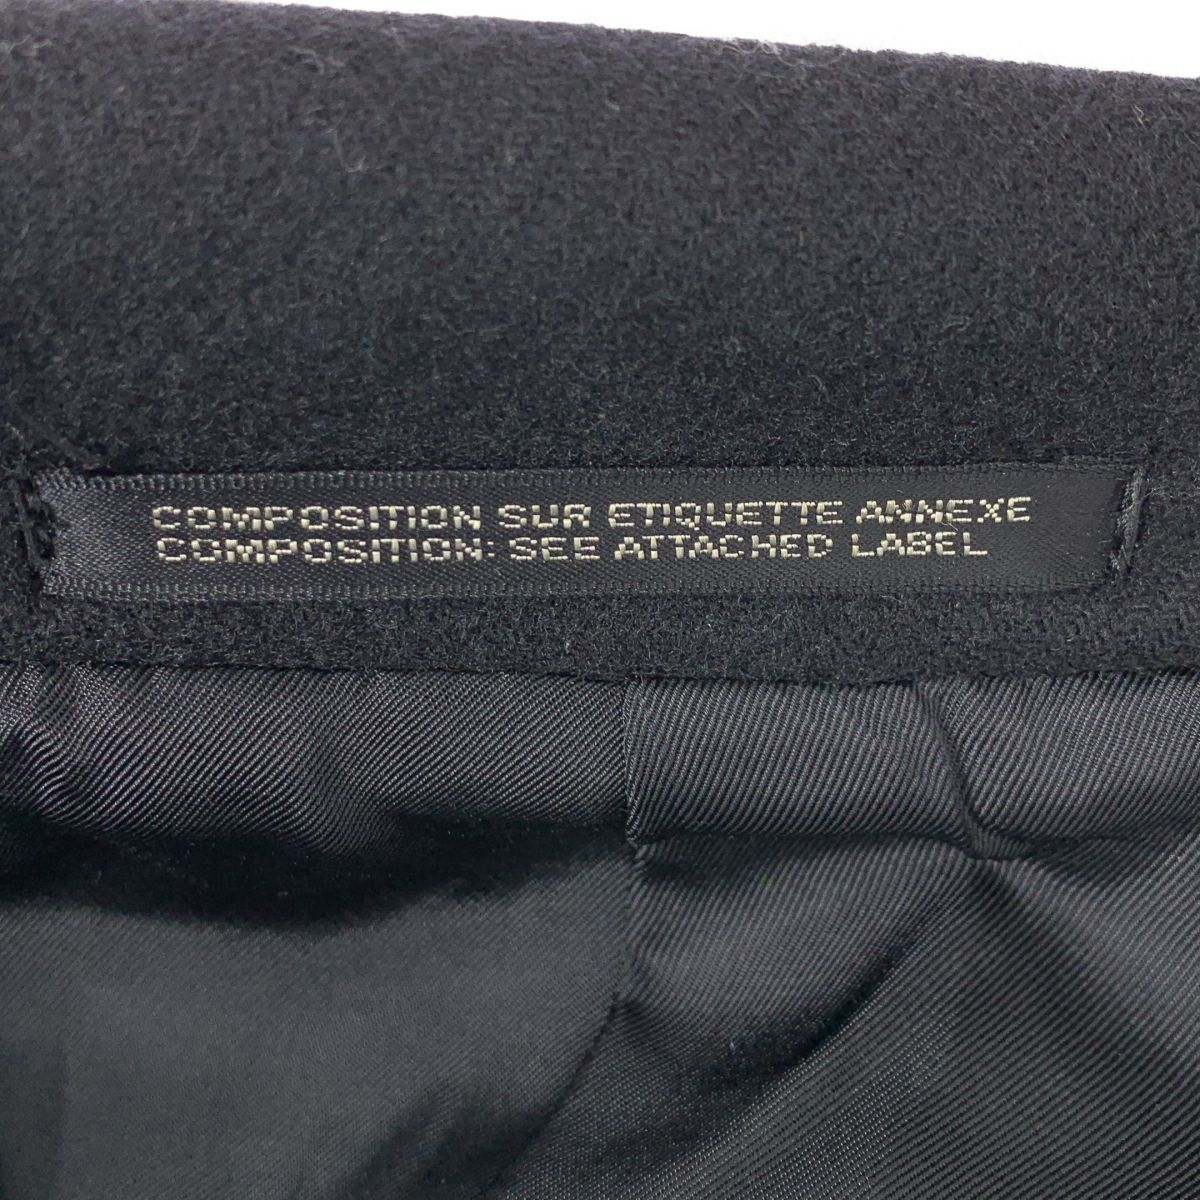 COMPOSITION SUR ETIQUETTE ANNEXE
COMPOSITION: SEE ATTACHED LABEL